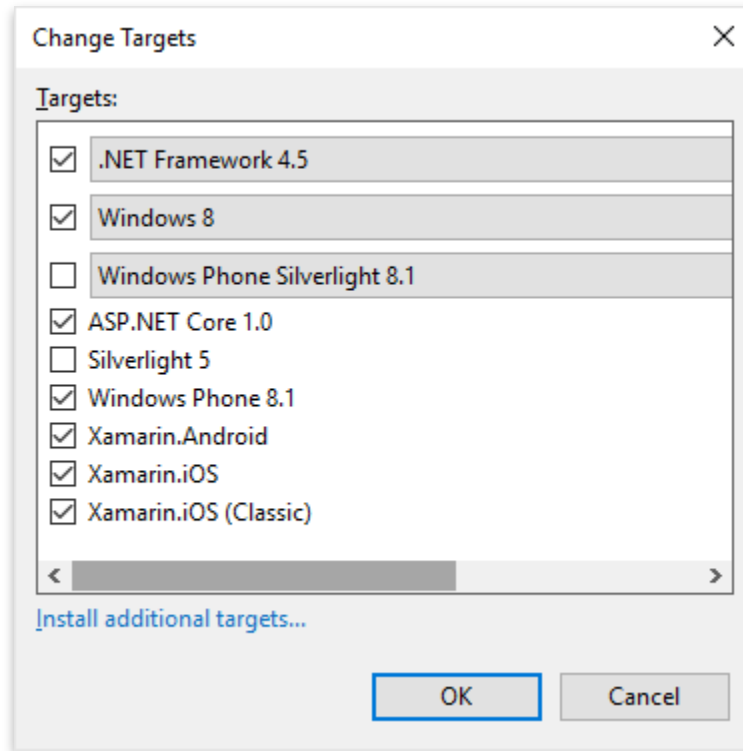 Change Targets
Targets:
.NET Framework 4.5
Windows 8
Windows Phone Silverlight 8.1
ASP.NET Core 1.0
Silverlight 5
Windows Phone 8.1
Xamarin.Android
Xamarin.iOS
Xamarin.iOS (Classic)
Install additional targets...
OK Cancel